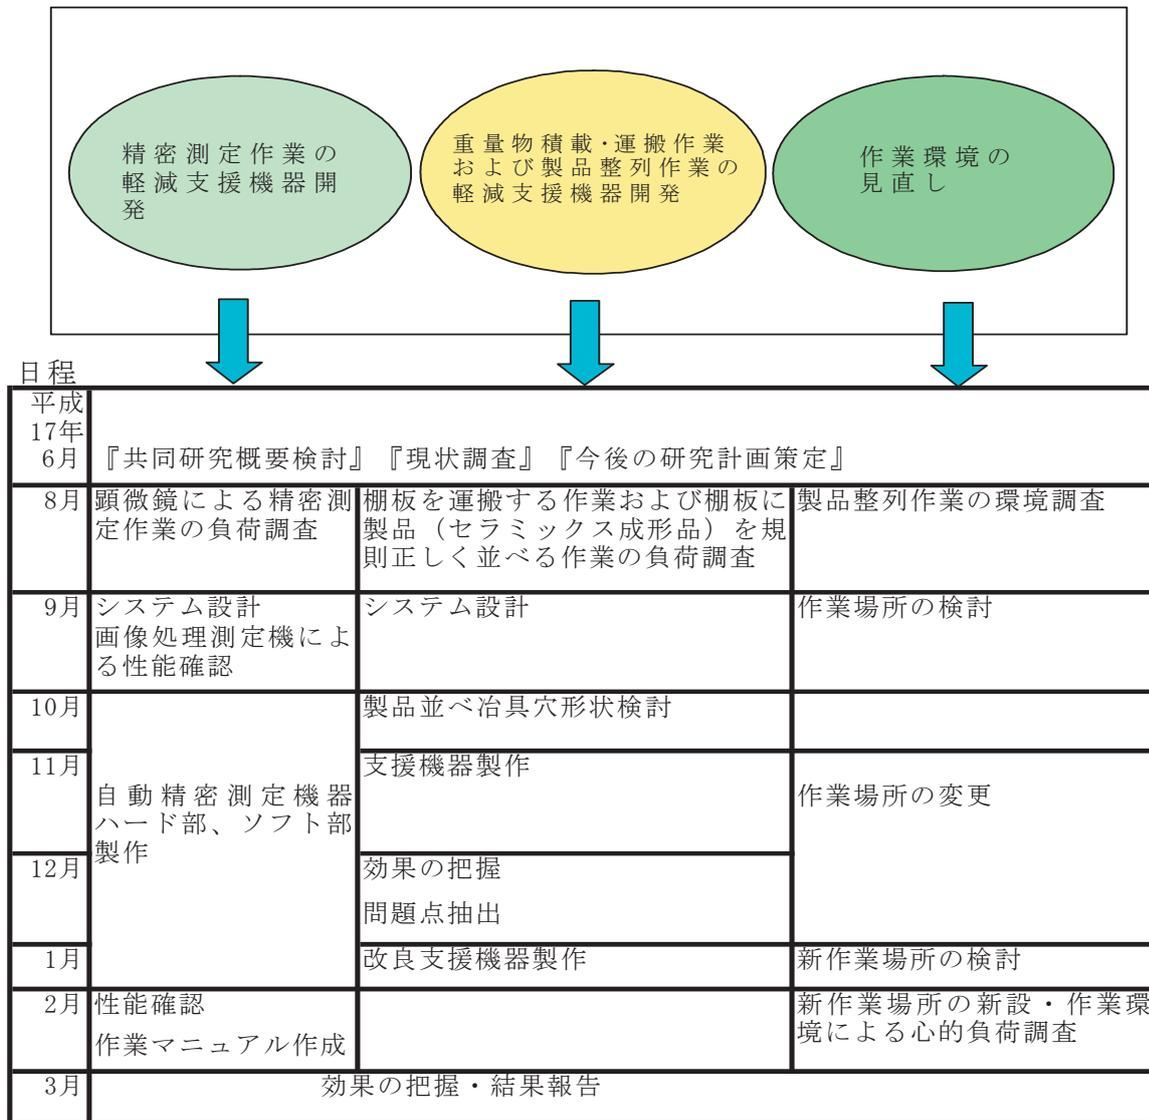 精密測定作業の
軽減支援機器開
発
重量物積載・運搬作業
および製品整列作業の
軽減支援機器開発
作業環境の
見直し
日程
平成
17年
6月
『共同研究概要検討』『現状調査』『今後の研究計画策定』
8月
顕微鏡による精密測
定作業の負荷調査
棚板を運搬する作業および棚板に
製品（セラミックス成形品）を規
則正しく並べる作業の負荷調査
製品整列作業の環境調査
9月
システム設計
画像処理測定機によ
る性能確認
システム設計
作業場所の検討
10月
製品並べ冶具穴形状検討
11月
自動精密測定機器
ハード部、ソフト部
製作
支援機器製作
作業場所の変更
12月
効果の把握
問題点抽出
1月
改良支援機器製作
新作業場所の検討
2月
性能確認
作業マニュアル作成
新作業場所の新設・作業環
境による心的負荷調査
3月
効果の把握・結果報告